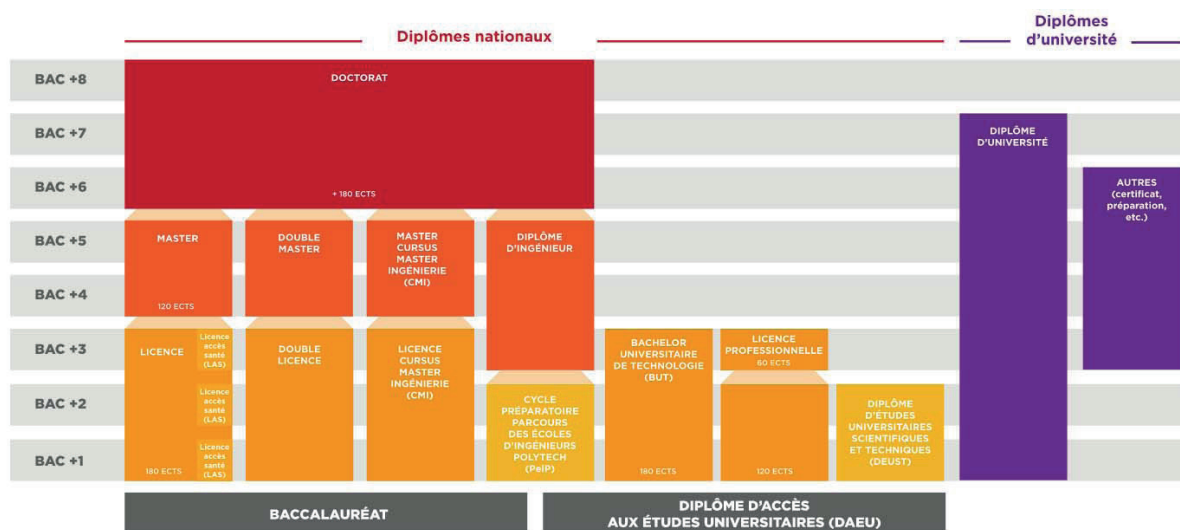 Diplômes nationaux
Diplômes
d'université
BAC +8
BAC +7
BAC +6
BAC +5
BAC +4
BAC +3
BAC +2
BAC +1
DOCTORAT
+ 180 ECTS
MASTER
120 ECTS
DOUBLE
MASTER
MASTER
CURSUS
MASTER
INGÉNIERIE
(CMI)
DIPLÔME
D'INGÉNIEUR
LICENCE
180 ECTS
Licence
accès
santé
(LAS)
Licence
accès
santé
(LAS)
Licence
accès
santé
(LAS)
DOUBLE
LICENCE
LICENCE
CURSUS
MASTER
INGÉNIERIE
(CMI)
CYCLE
PRÉPARATOIRE
PARCOURS
DES ÉCOLES
D'INGÉNIEURS
POLYTECH
(PeiP)
BACHELOR
UNIVERSITAIRE
DE TECHNOLOGIE
(BUT)
180 ECTS
LICENCE
PROFESSIONNELLE
60 ECTS
120 ECTS
DIPLÔME
D'ÉTUDES
UNIVERSITAIRES
SCIENTIFIQUES
ET TECHNIQUES
(DEUST)
DIPLÔME
D'UNIVERSITÉ
AUTRES
(certificat,
préparation,
etc.)
BACCALAURÉAT
DIPLÔME D'ACCÈS
AUX ÉTUDES UNIVERSITAIRES (DAEU)